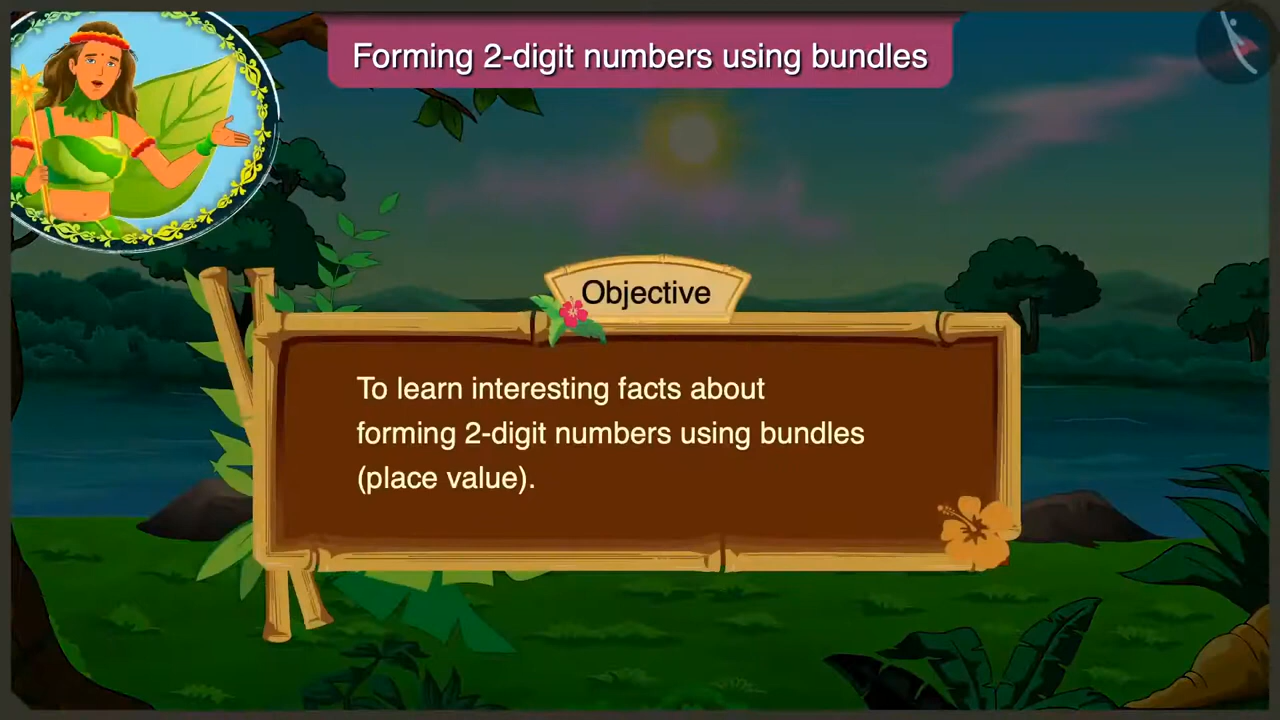 Forming 2-digit numbers using bundles
Objective
To learn interesting facts about
forming 2-digit numbers using bundles
(place value).